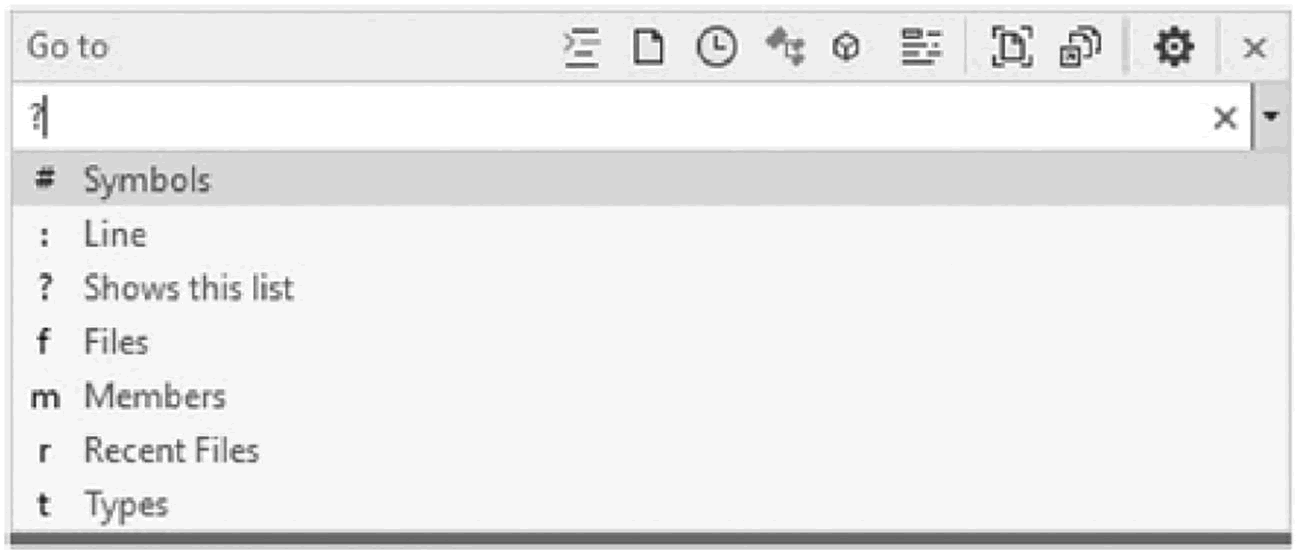 Go to
?
# Symbols
: Line
? Shows this list
f Files
m Members
r Recent Files
t Types